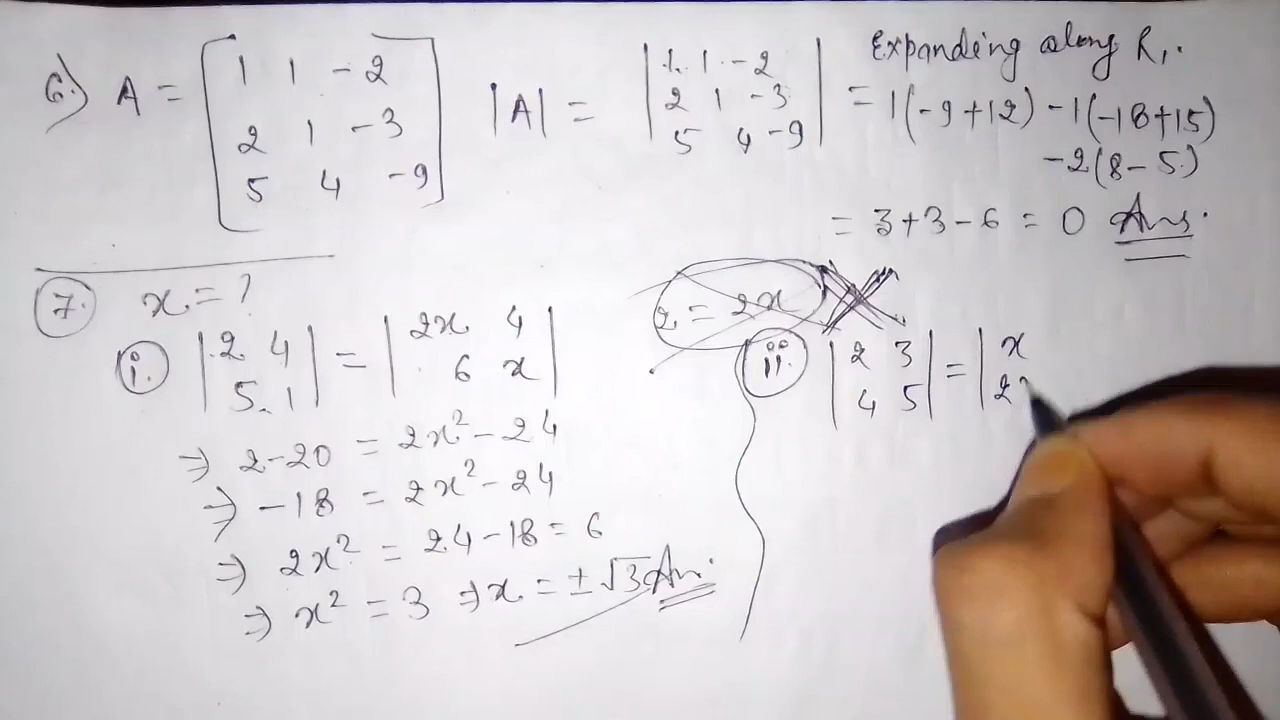 6.) A = [1 1 -2
2 1 -3
5 4 -9] |A| = |1 1 -2
2 1 -3
5 4 -9| Expanding along R₁.
= 1(-9+12) -1(-18+15)
-2(8-5)
= 3+3-6 = 0 Ans.
7. x = ?
i. |2 4
5 1| = |2x 4
6 x|
⇒ 2-20 = 2x²-24
⇒ -18 = 2x²-24
⇒ 2x² = 24-18 = 6
⇒ x² = 3 ⇒ x = ±√3 Ans.
2 = 2x
ii. |2 3
4 5| = |x
2